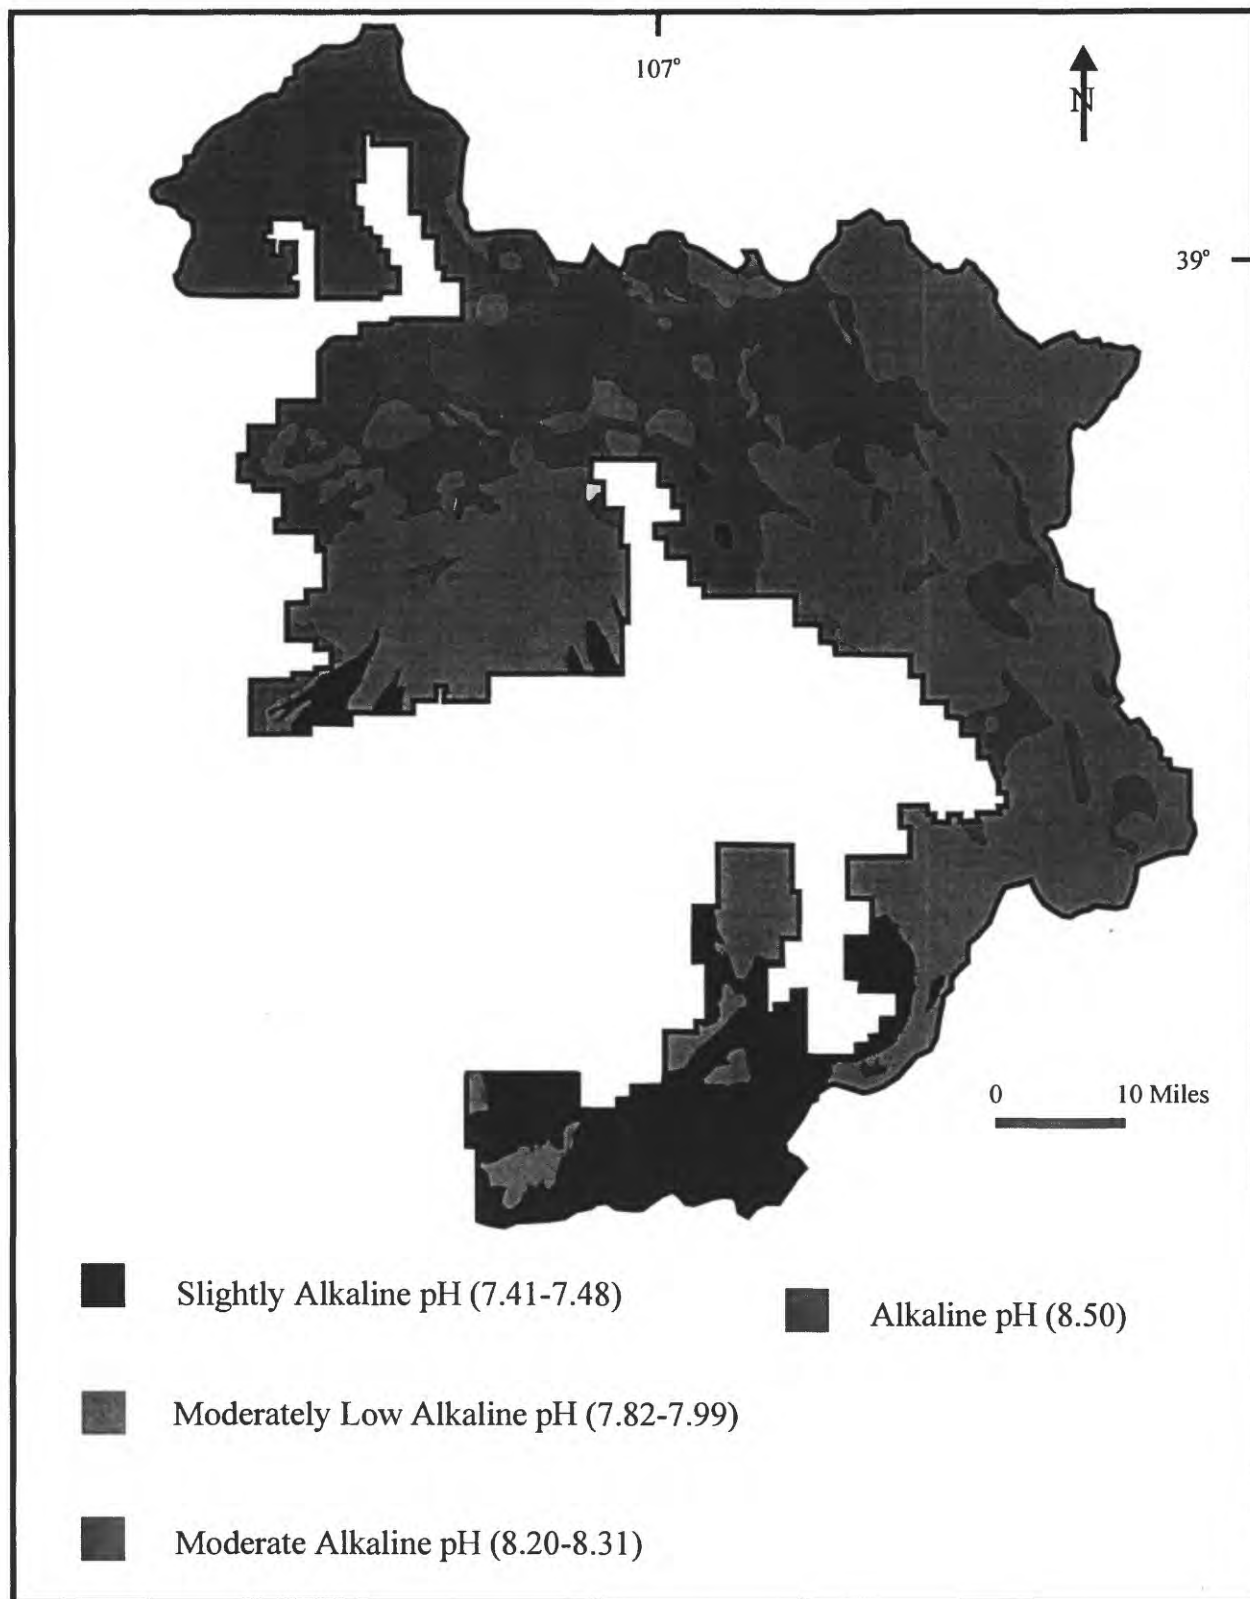 107°
N
39°
0 10 Miles
Slightly Alkaline pH (7.41-7.48)
Alkaline pH (8.50)
Moderately Low Alkaline pH (7.82-7.99)
Moderate Alkaline pH (8.20-8.31)